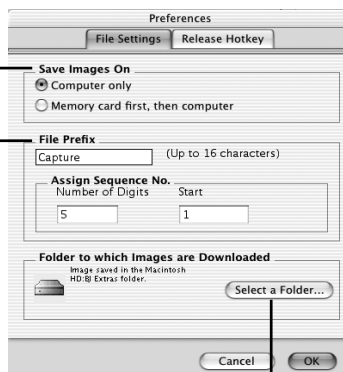 Preferences
File Settings Release Hotkey
Save Images On
Computer only
Memory card first, then computer
File Prefix
Capture (Up to 16 characters)
Assign Sequence No.
Number of Digits Start
5 1
Folder to which Images are Downloaded
Image saved in the Macintosh
HD:BJ Extras folder.
Select a Folder...
Cancel OK